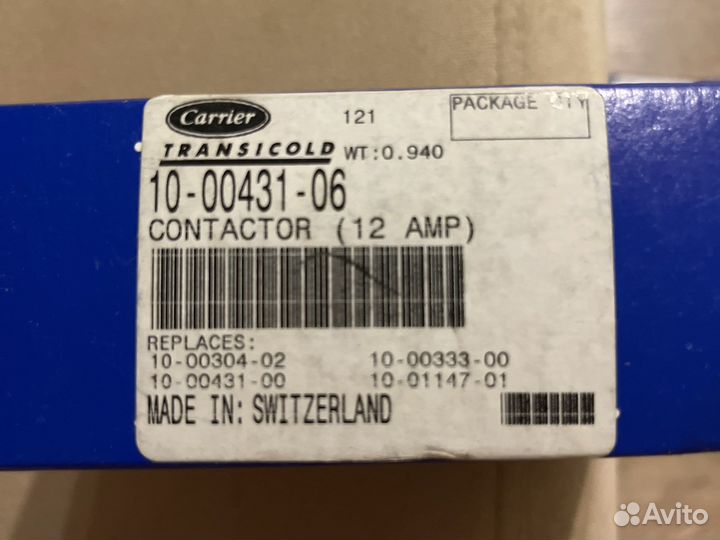 Carrier
121
PACKAGE QTY
TRANSICOLD WT:0.940
10-00431-06
CONTACTOR (12 AMP)
REPLACES:
10-00304-02 10-00333-00
10-00431-00 10-01147-01
MADE IN: SWITZERLAND
Avito